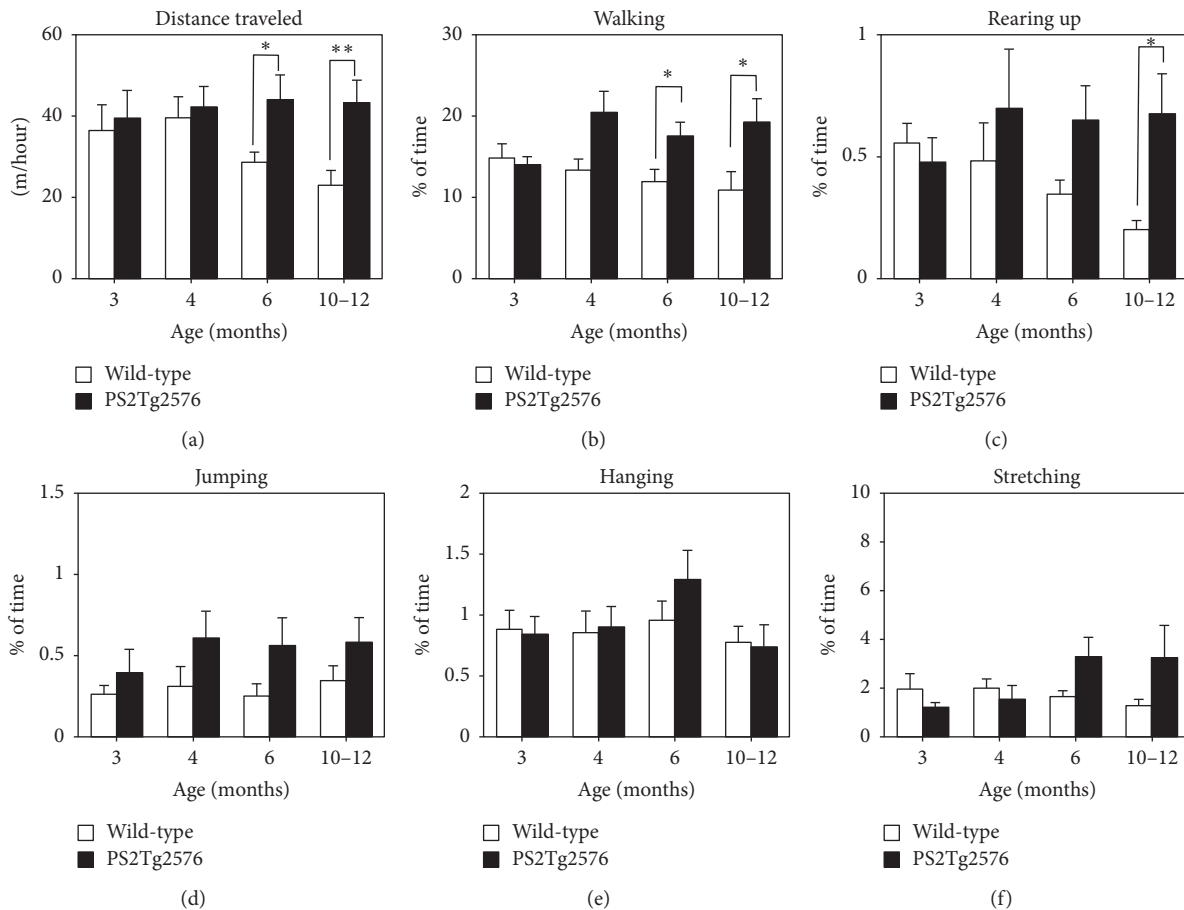 Distance traveled
60
40
20
0
(m/hour)
*
**
3 4 6 10–12
Age (months)
Wild-type
PS2Tg2576
(a)
Walking
30
20
10
0
% of time
*
*
3 4 6 10–12
Age (months)
Wild-type
PS2Tg2576
(b)
Rearing up
1
0.5
0
% of time
*
3 4 6 10–12
Age (months)
Wild-type
PS2Tg2576
(c)
Jumping
1.5
1
0.5
0
% of time
3 4 6 10–12
Age (months)
Wild-type
PS2Tg2576
(d)
Hanging
2
1.5
1
0.5
0
% of time
3 4 6 10–12
Age (months)
Wild-type
PS2Tg2576
(e)
Stretching
10
8
6
4
2
0
% of time
3 4 6 10–12
Age (months)
Wild-type
PS2Tg2576
(f)